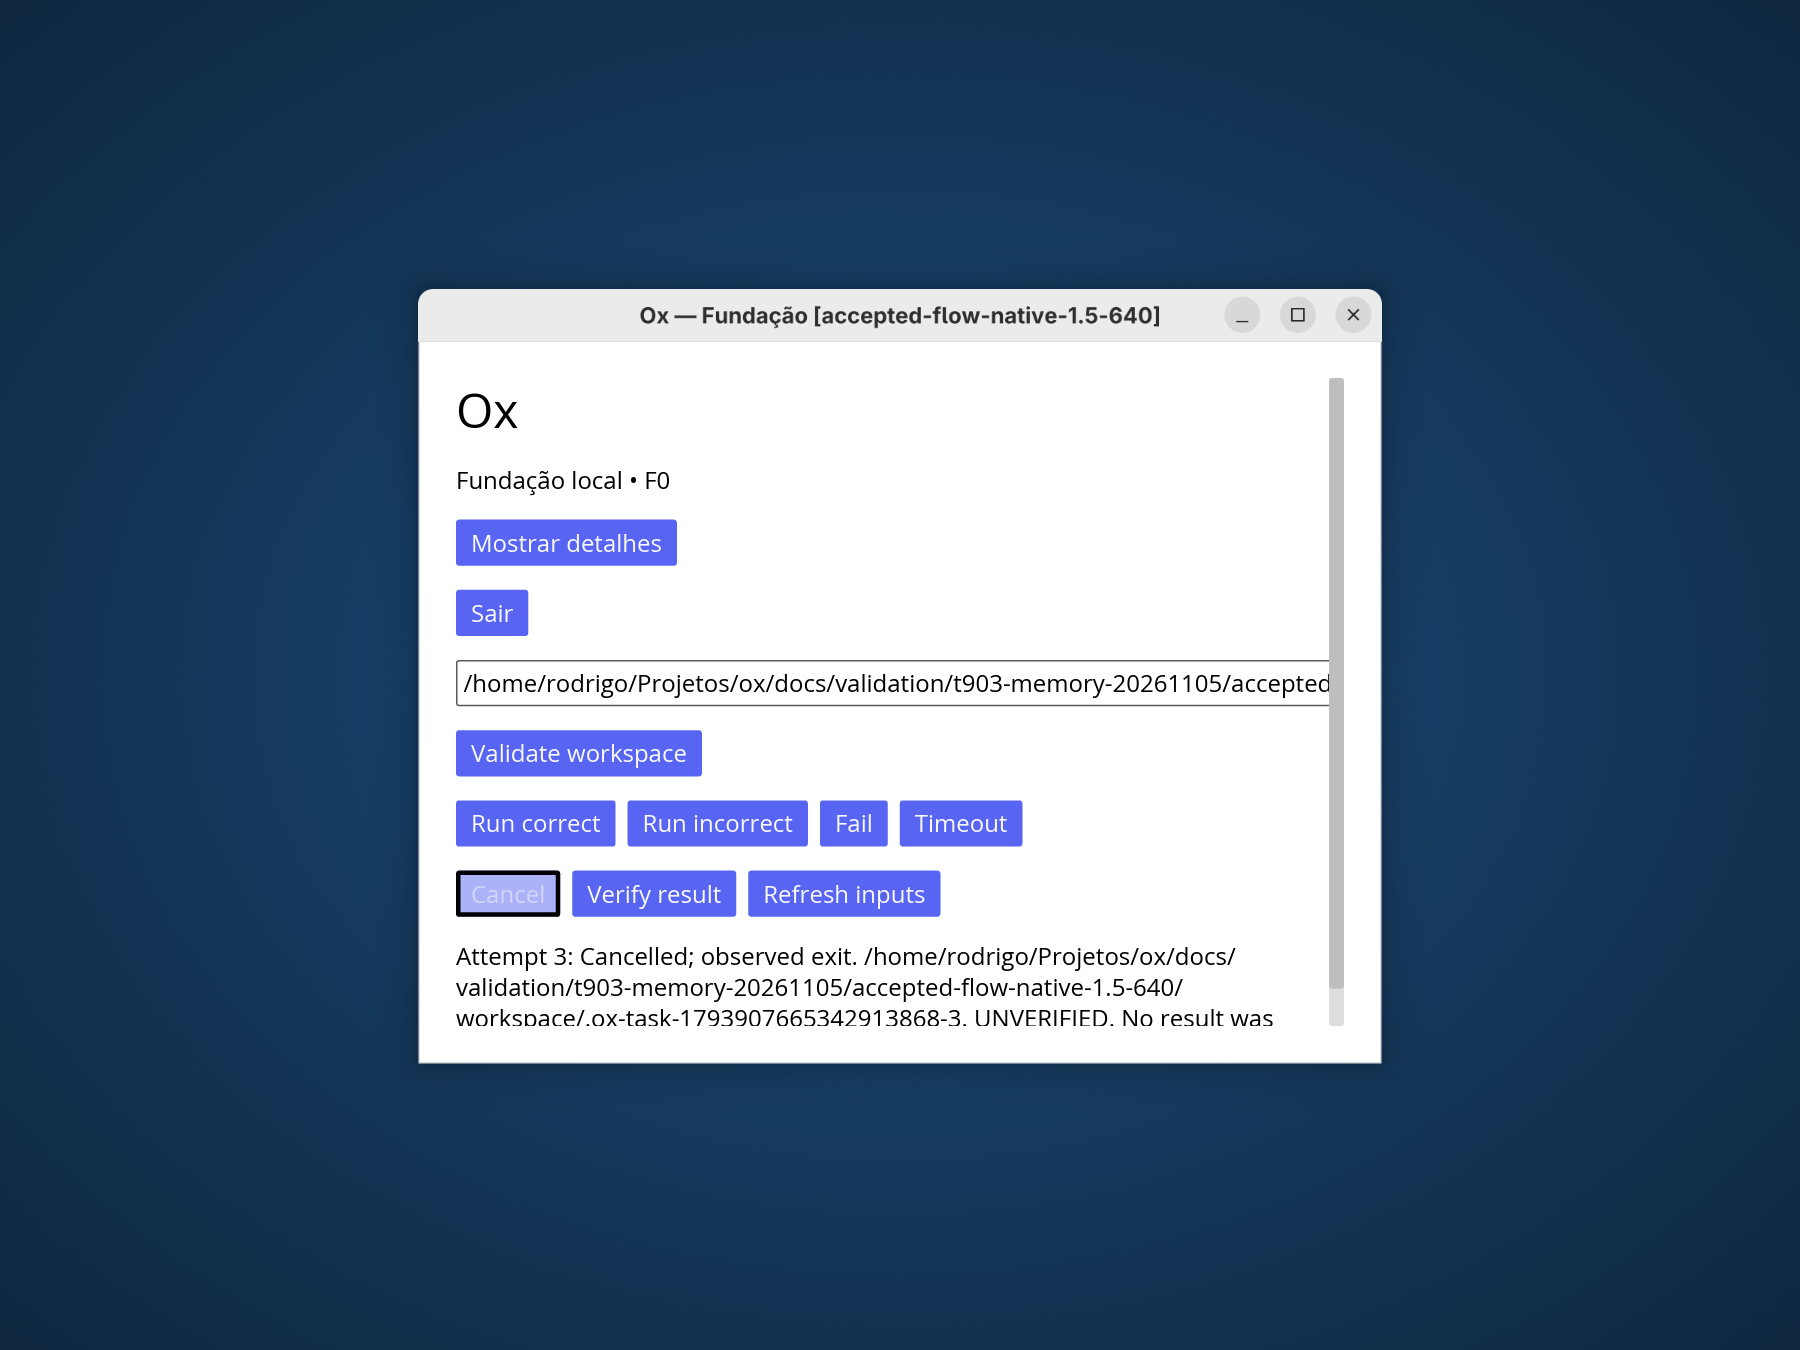 Ox — Fundação [accepted-flow-native-1.5-640]
Ox
Fundação local • F0
Mostrar detalhes
Sair
/home/rodrigo/Projetos/ox/docs/validation/t903-memory-20261105/accepted
Validate workspace
Run correct Run incorrect Fail Timeout
Cancel Verify result Refresh inputs
Attempt 3: Cancelled; observed exit. /home/rodrigo/Projetos/ox/docs/
validation/t903-memory-20261105/accepted-flow-native-1.5-640/
workspace/.ox-task-1793907665342913868-3. UNVERIFIED. No result was